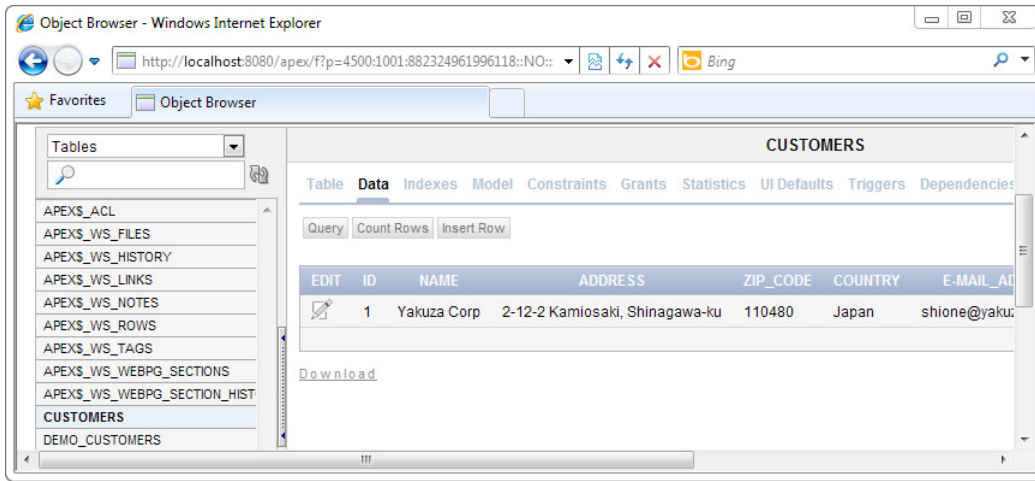 Object Browser - Windows Internet Explorer
http://localhost:8080/apex/f?p=4500:1001:882324961996118::NO:: Bing
Favorites Object Browser
Tables
CUSTOMERS
Table Data Indexes Model Constraints Grants Statistics UI Defaults Triggers Dependencies
APEX$_ACL
APEX$_WS_FILES
APEX$_WS_HISTORY
APEX$_WS_LINKS
APEX$_WS_NOTES
APEX$_WS_ROWS
APEX$_WS_TAGS
APEX$_WS_WEBPG_SECTIONS
APEX$_WS_WEBPG_SECTION_HIST
CUSTOMERS
DEMO_CUSTOMERS
Query Count Rows Insert Row
EDIT ID NAME ADDRESS ZIP_CODE COUNTRY E-MAIL_AD
1 Yakuza Corp 2-12-2 Kamiosaki, Shinagawa-ku 110480 Japan shione@yakuz
Download